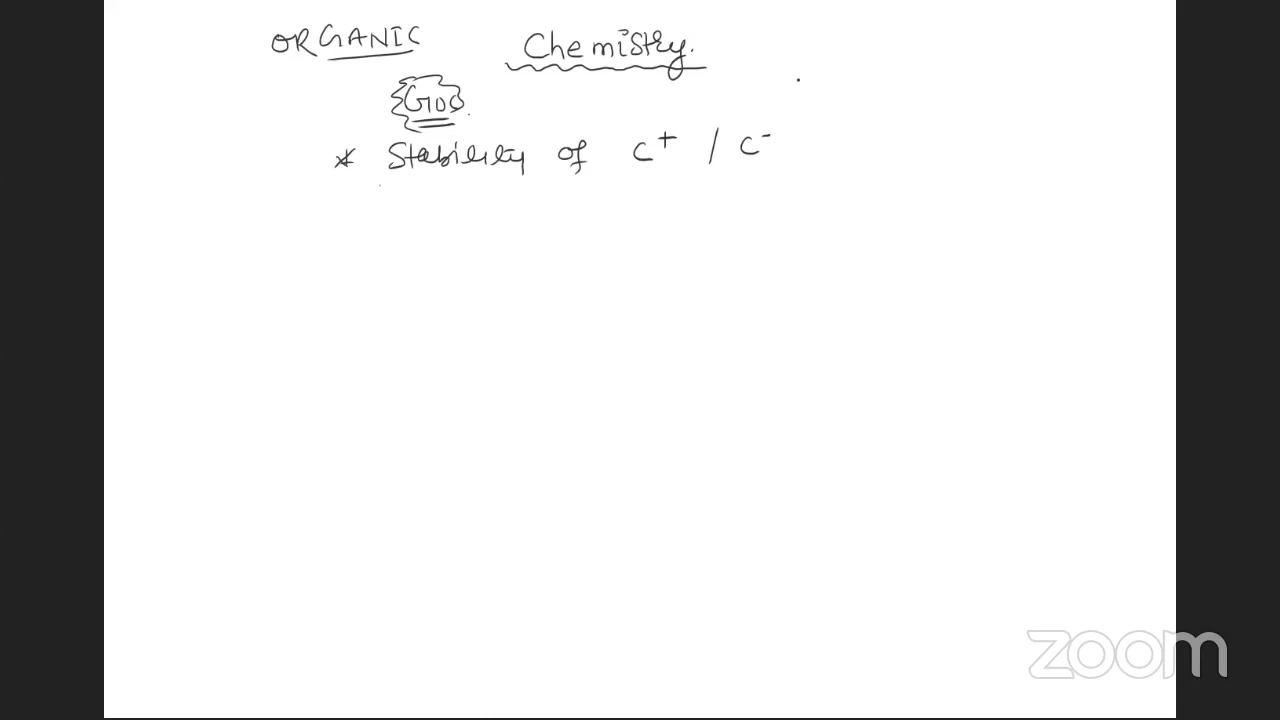 ORGANIC Chemistry.
GOC
* Stability of C⁺ / C⁻
zoom